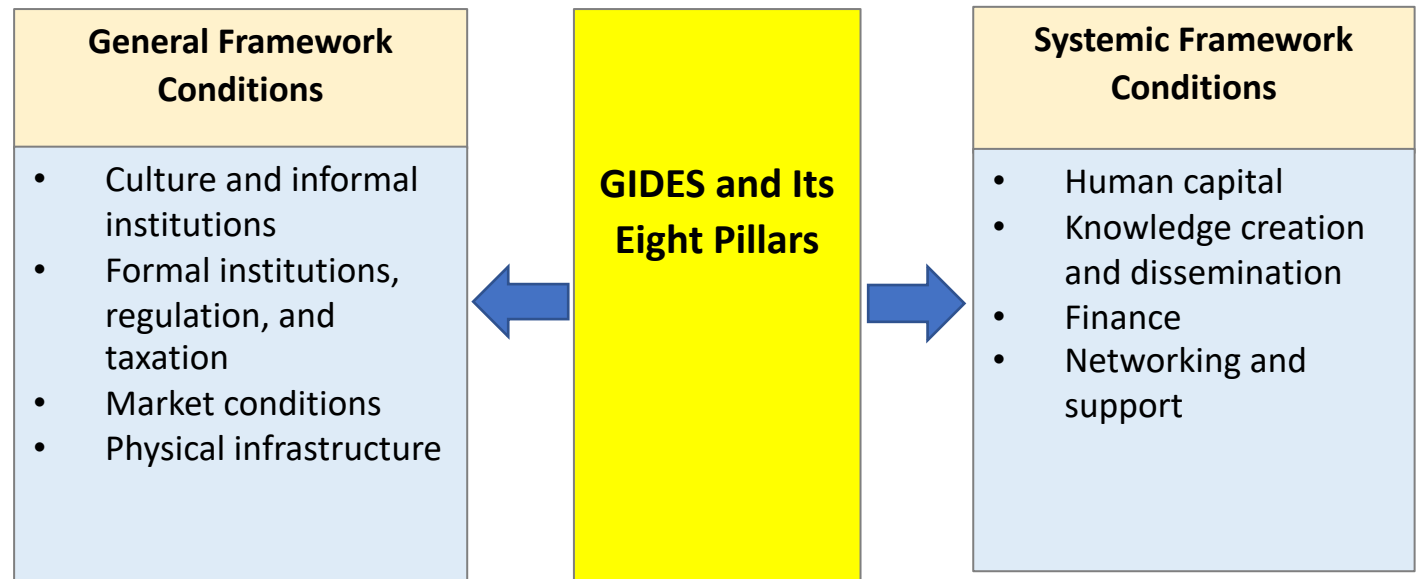 General Framework
Conditions
• Culture and informal
institutions
• Formal institutions,
regulation, and
taxation
• Market conditions
• Physical infrastructure
GIDES and Its
Eight Pillars
Systemic Framework
Conditions
• Human capital
• Knowledge creation
and dissemination
• Finance
• Networking and
support